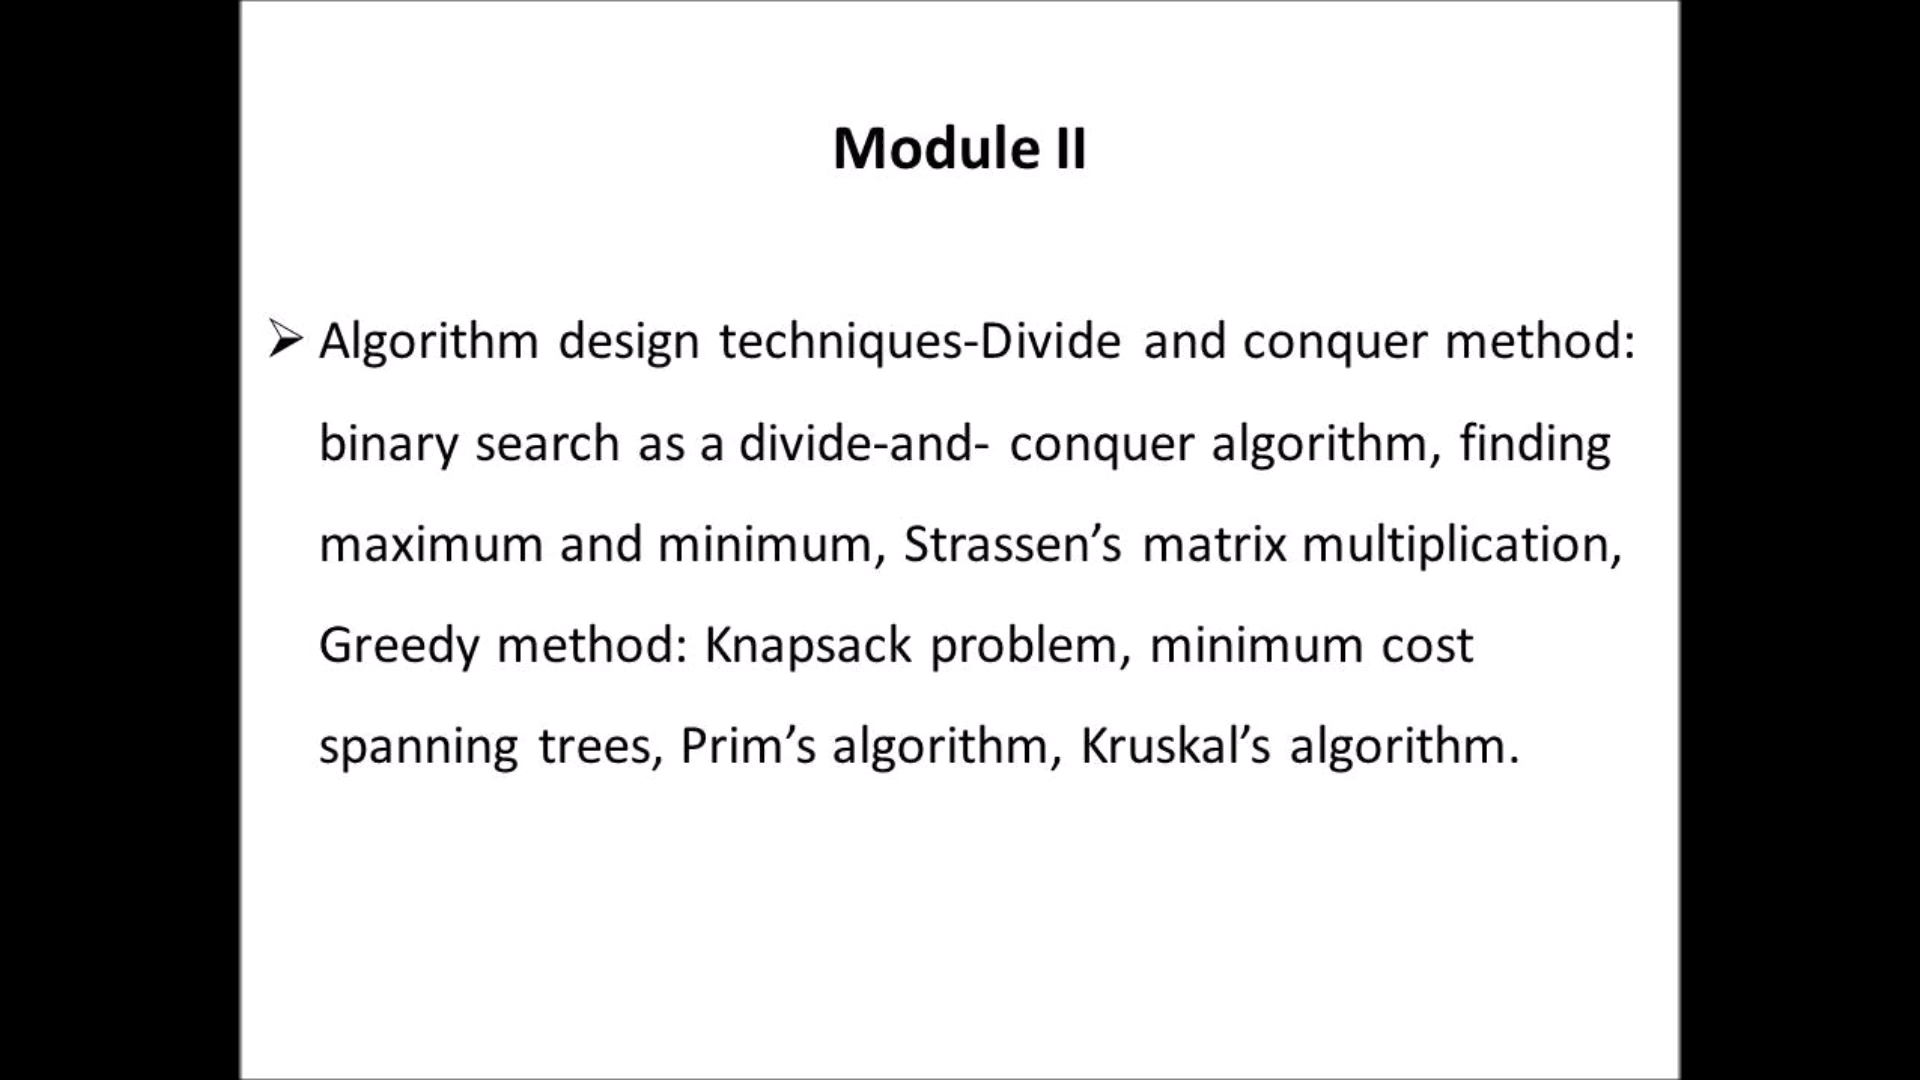 Module II
Algorithm design techniques-Divide and conquer method:
binary search as a divide-and- conquer algorithm, finding
maximum and minimum, Strassen’s matrix multiplication,
Greedy method: Knapsack problem, minimum cost
spanning trees, Prim’s algorithm, Kruskal’s algorithm.